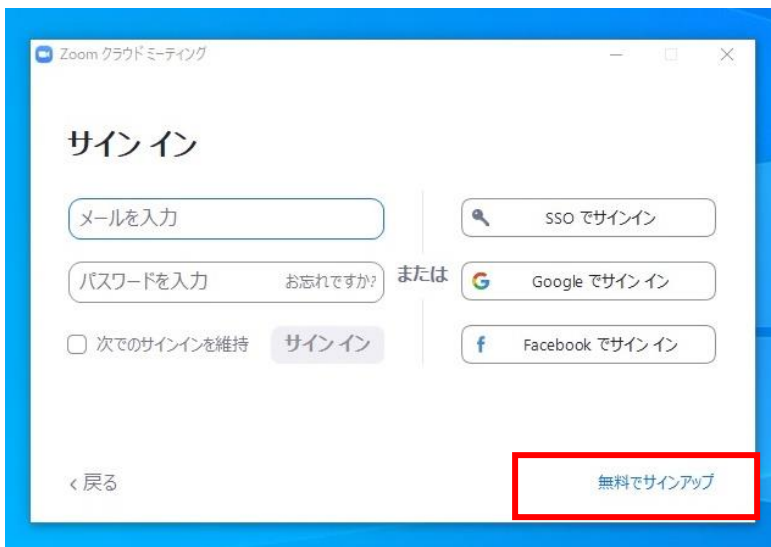 Zoom クラウド ミーティング
サイン イン
メールを入力
パスワードを入力 お忘れですか?
次でのサインインを維持 サイン イン
または
SSO でサインイン
Google でサイン イン
Facebook でサイン イン
‹ 戻る
無料でサインアップ